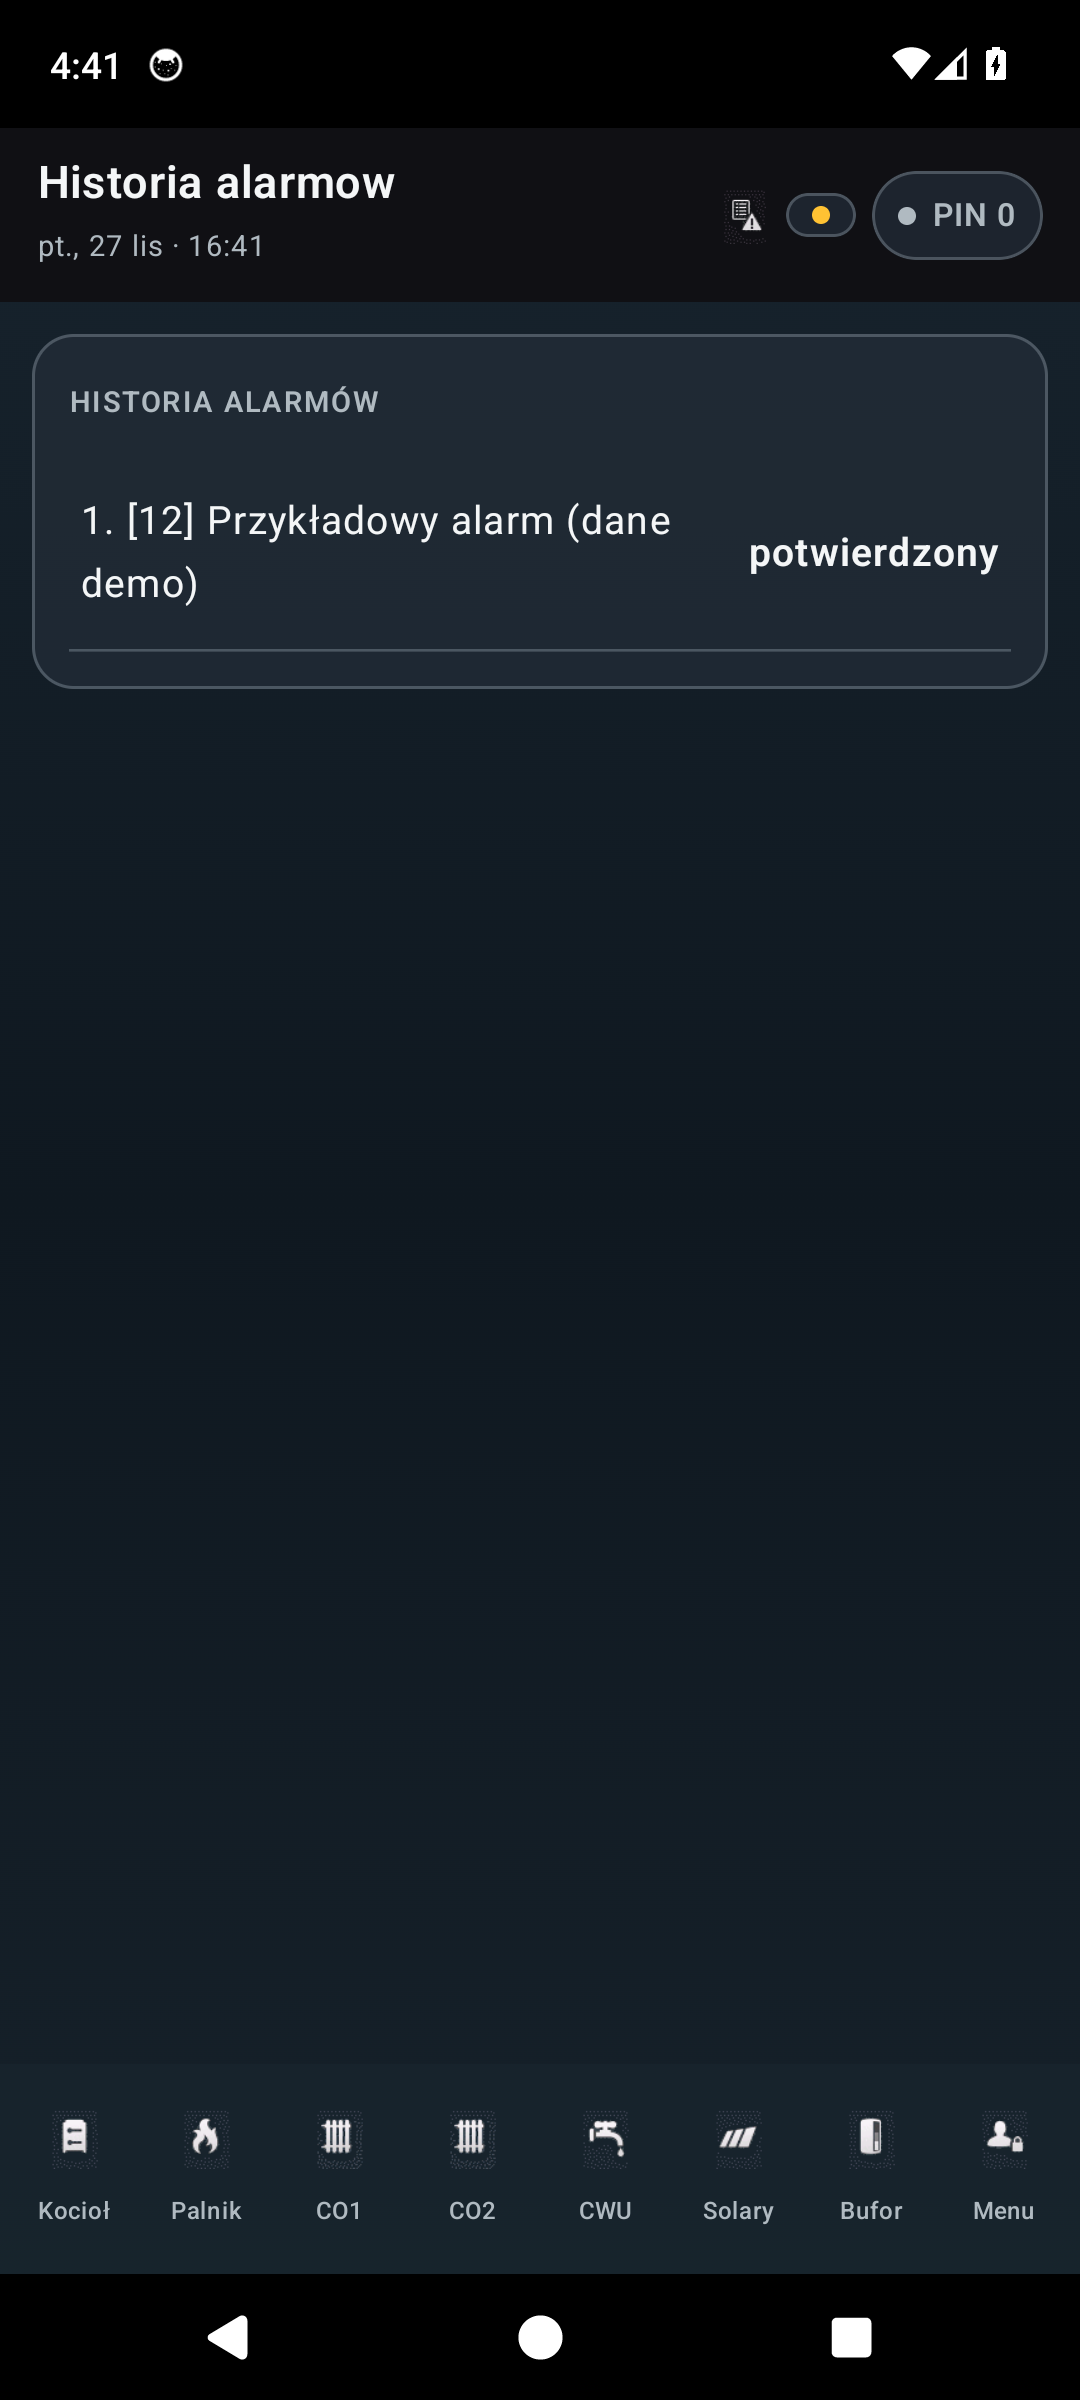 4:41
Historia alarmow
pt., 27 lis · 16:41
PIN 0
HISTORIA ALARMÓW
1. [12] Przykładowy alarm (dane
demo)
potwierdzony
Kocioł
Palnik
CO1
CO2
CWU
Solary
Bufor
Menu